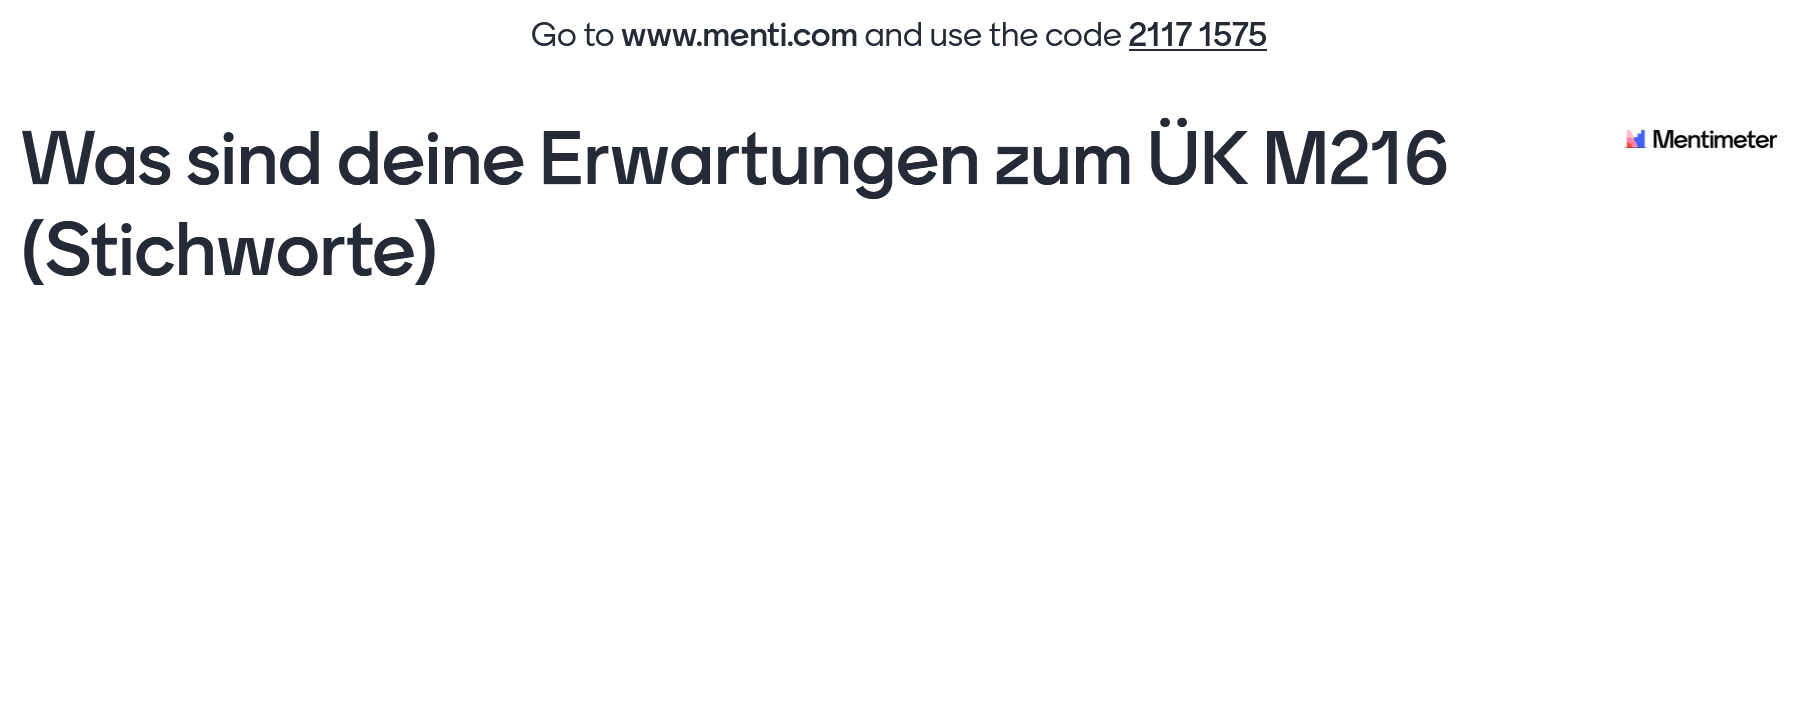 Go to www.menti.com and use the code 2117 1575
Was sind deine Erwartungen zum ÜK M216
(Stichworte)
Mentimeter